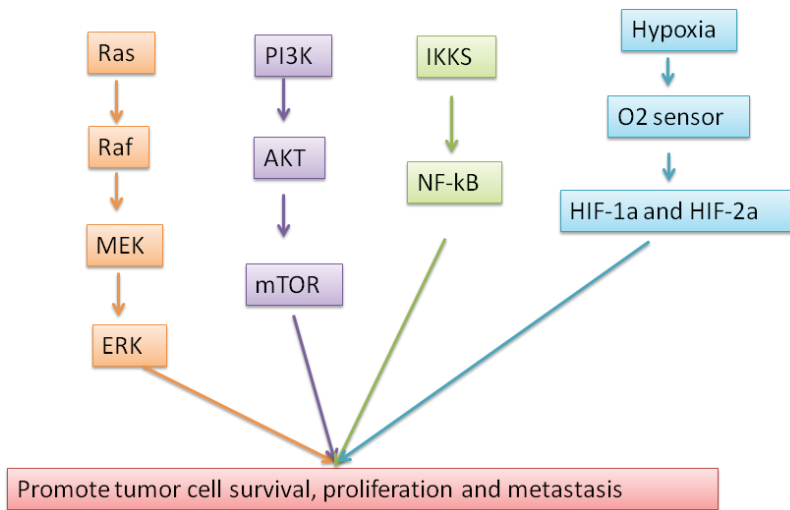 Ras
Raf
MEK
ERK
PI3K
AKT
mTOR
IKKS
NF-kB
Hypoxia
O2 sensor
HIF-1a and HIF-2a
Promote tumor cell survival, proliferation and metastasis